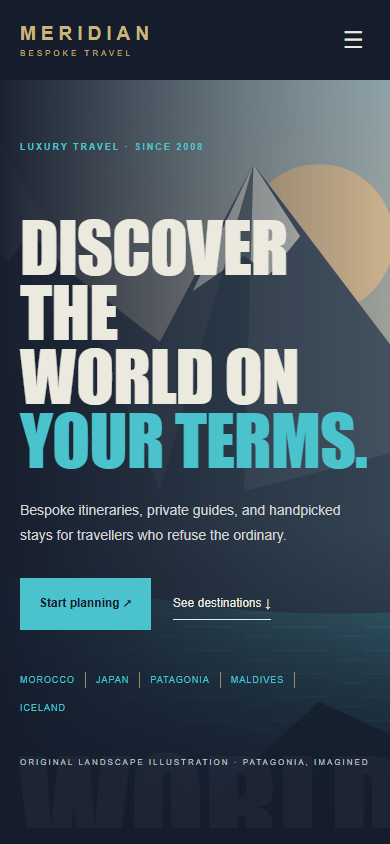 MERIDIAN
BESPOKE TRAVEL
LUXURY TRAVEL · SINCE 2008
DISCOVER
THE
WORLD ON
YOUR TERMS.
Bespoke itineraries, private guides, and handpicked
stays for travellers who refuse the ordinary.
Start planning ↗ See destinations ↓
MOROCCO JAPAN PATAGONIA MALDIVES
ICELAND
ORIGINAL LANDSCAPE ILLUSTRATION · PATAGONIA, IMAGINED